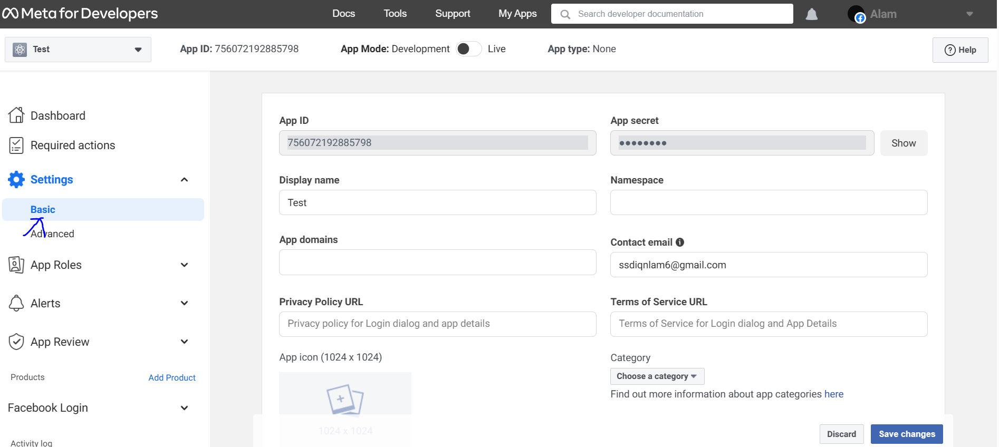 Meta for Developers
Docs Tools Support My Apps Search developer documentation Alam
Test App ID: 756072192885798 App Mode: Development Live App type: None Help
Dashboard
Required actions
Settings
Basic
Advanced
App Roles
Alerts
App Review
Products Add Product
Facebook Login
Activity log
App ID App secret
756072192885798 ●●●●●●●● Show
Display name Namespace
Test
App domains Contact email
ssdiqnlam6@gmail.com
Privacy Policy URL Terms of Service URL
Privacy policy for Login dialog and app details Terms of Service for Login dialog and App Details
App icon (1024 x 1024) Category
Choose a category
Find out more information about app categories here
1024 x 1024
Discard Save changes